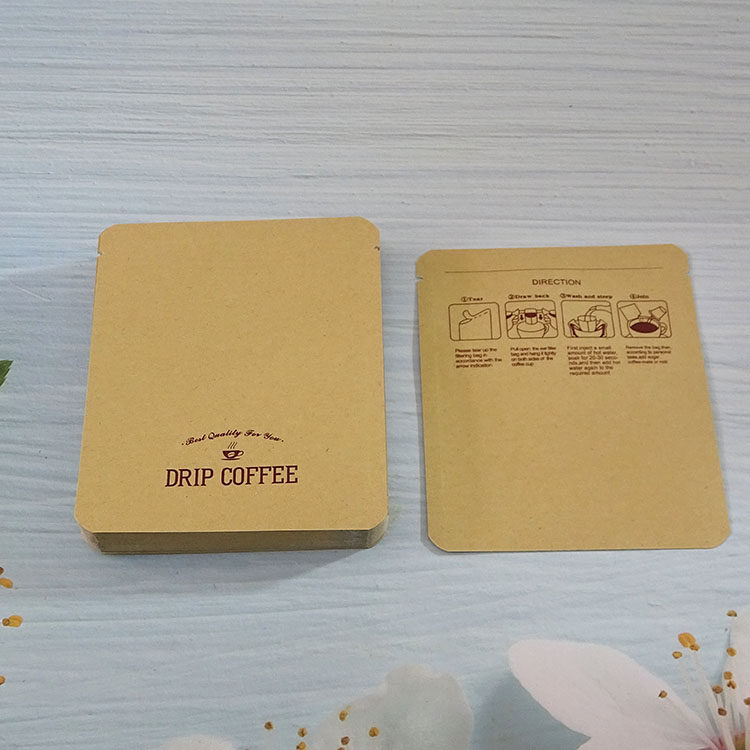 ·Best Quality For You·
DRIP COFFEE
DIRECTION
①Tear
Please tear up the
filtering bag in
accordance with the
arrow indication
②Draw back
Pull open the ear filter
bag and hang it tightly
on both sides of the
coffee cup
③Wash and steep
First inject a small
amount of hot water,
soak for 20-30 seco-
nds,and then add hot
water again to the
required amount
④Join
Remove the bag,then
according to personal
tastes,add sugar
coffee-mate or milk